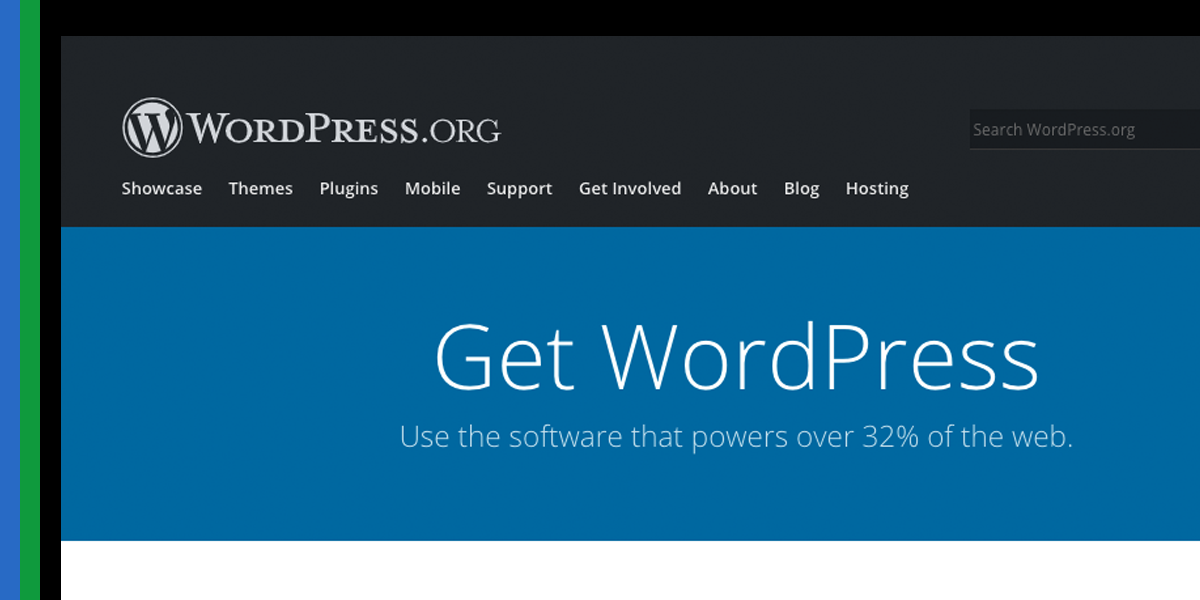 WORDPRESS.ORG
Search WordPress.org
Showcase Themes Plugins Mobile Support Get Involved About Blog Hosting
Get WordPress
Use the software that powers over 32% of the web.